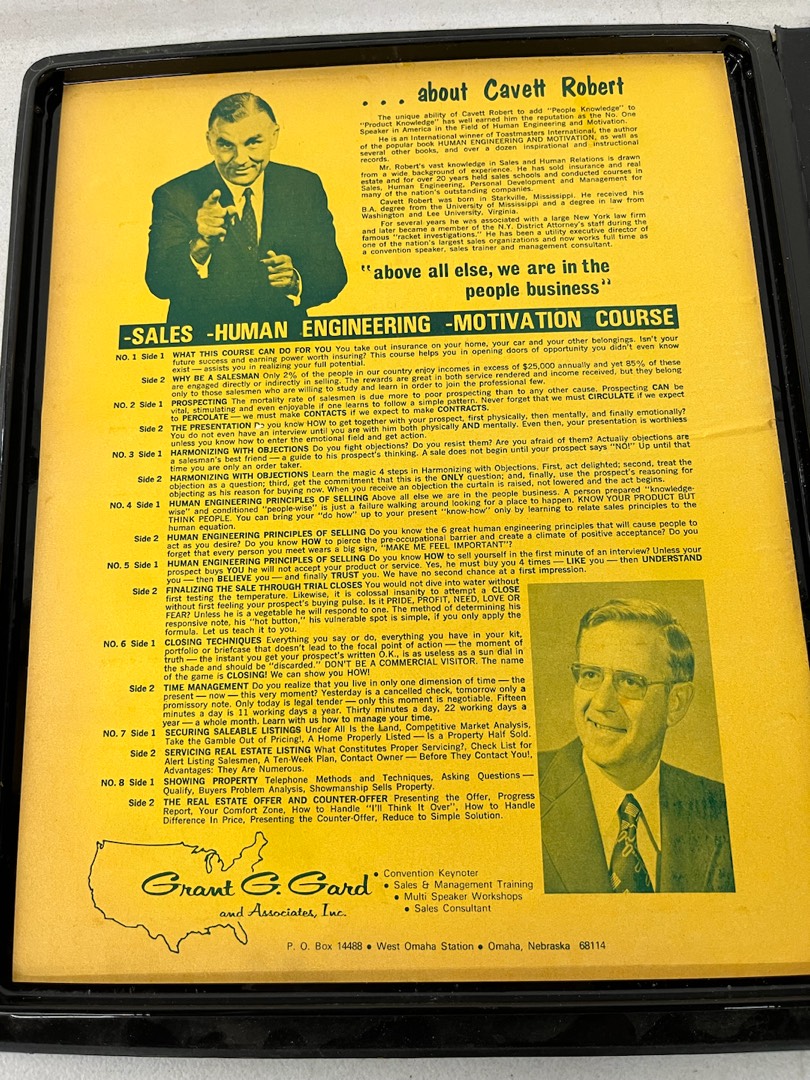 . . . about Cavett Robert
The unique ability of Cavett Robert to add "People Knowledge" to
"Product Knowledge" has well earned him the reputation as the No. One
Speaker in America in the Field of Human Engineering and Motivation.
He is an International winner of Toastmasters International, the author
of the popular book HUMAN ENGINEERING AND MOTIVATION, as well as
several other books, and over a dozen inspirational and instructional
records.
Mr. Robert's vast knowledge in Sales and Human Relations is drawn
from a wide background of experience. He has sold insurance and real
estate and for over 20 years held sales schools and conducted courses in
Sales, Human Engineering, Personal Development and Management for
many of the nation's outstanding companies.
Cavett Robert was born in Starkville, Mississippi. He received his
B.A. degree from the University of Mississippi and a degree in law from
Washington and Lee University, Virginia.
For several years he was associated with a large New York law firm
and later became a member of the N.Y. District Attorney's staff during the
famous "racket investigations." He has been a utility executive director of
one of the nation's largest sales organizations and now works full time as
a convention speaker, sales trainer and management consultant.
"above all else, we are in the
people business"
-SALES -HUMAN ENGINEERING -MOTIVATION COURSE
NO. 1 Side 1 WHAT THIS COURSE CAN DO FOR YOU You take out insurance on your home, your car and your other belongings. Isn't your
future success and earning power worth insuring? This course helps you in opening doors of opportunity you didn't even know
exist — assists you in realizing your full potential.
Side 2 WHY BE A SALESMAN Only 2% of the people in our country enjoy incomes in excess of $25,000 annually and yet 85% of these
are engaged directly or indirectly in selling. The rewards are great in both service rendered and income received, but they belong
only to those salesmen who are willing to study and learn in order to join the professional few.
NO. 2 Side 1 PROSPECTING The mortality rate of salesmen is due more to poor prospecting than to any other cause. Prospecting CAN be
vital, stimulating and even enjoyable if one learns to follow a simple pattern. Never forget that we must CIRCULATE if we expect
to PERCOLATE — we must make CONTACTS if we expect to make CONTRACTS.
Side 2 THE PRESENTATION Do you know HOW to get together with your prospect, first physically, then mentally, and finally emotionally?
You do not even have an interview until you are with him both physically AND mentally. Even then, your presentation is worthless
unless you know how to enter the emotional field and get action.
NO. 3 Side 1 HARMONIZING WITH OBJECTIONS Do you fight objections? Do you resist them? Are you afraid of them? Actually objections are
a salesman's best friend — a guide to his prospect's thinking. A sale does not begin until your prospect says "NO!" Up until that
time you are only an order taker.
Side 2 HARMONIZING WITH OBJECTIONS Learn the magic 4 steps in Harmonizing with Objections. First, act delighted; second, treat the
objection as a question; third, get the commitment that this is the ONLY question; and, finally, use the prospect's reasoning for
objecting as his reason for buying now. When you receive an objection the curtain is raised, not lowered and the act begins.
NO. 4 Side 1 HUMAN ENGINEERING PRINCIPLES OF SELLING Above all else we are in the people business. A person prepared "knowledge-
wise" and conditioned "people-wise" is just a failure walking around looking for a place to happen. KNOW YOUR PRODUCT BUT
THINK PEOPLE. You can bring your "do how" up to your present "know-how" only by learning to relate sales principles to the
human equation.
Side 2 HUMAN ENGINEERING PRINCIPLES OF SELLING Do you know the 6 great human engineering principles that will cause people to
act as you desire? Do you know HOW to pierce the pre-occupational barrier and create a climate of positive acceptance? Do you
forget that every person you meet wears a big sign, "MAKE ME FEEL IMPORTANT"?
NO. 5 Side 1 HUMAN ENGINEERING PRINCIPLES OF SELLING Do you know HOW to sell yourself in the first minute of an interview? Unless your
prospect buys YOU he will not accept your product or service. Yes, he must buy you 4 times — LIKE you — then UNDERSTAND
you — then BELIEVE you — and finally TRUST you. We have no second chance at a first impression.
Side 2 FINALIZING THE SALE THROUGH TRIAL CLOSES You would not dive into water without
first testing the temperature. Likewise, it is colossal insanity to attempt a CLOSE
without first feeling your prospect's buying pulse. Is it PRIDE, PROFIT, NEED, LOVE OR
FEAR? Unless he is a vegetable he will respond to one. The method of determining his
responsive note, his "hot button," his vulnerable spot is simple, if you only apply the
formula. Let us teach it to you.
NO. 6 Side 1 CLOSING TECHNIQUES Everything you say or do, everything you have in your kit,
portfolio or briefcase that doesn't lead to the focal point of action — the moment of
truth — the instant you get your prospect's written O.K., is as useless as a sun dial in
the shade and should be "discarded." DON'T BE A COMMERCIAL VISITOR. The name
of the game is CLOSING! We can show you HOW!
Side 2 TIME MANAGEMENT Do you realize that you live in only one dimension of time — the
present — now — this very moment? Yesterday is a cancelled check, tomorrow only a
promissory note. Only today is legal tender — only this moment is negotiable. Fifteen
minutes a day is 11 working days a year. Thirty minutes a day, 22 working days a
year — a whole month. Learn with us how to manage your time.
NO. 7 Side 1 SECURING SALEABLE LISTINGS Under All Is the Land, Competitive Market Analysis,
Take the Gamble Out of Pricing!, A Home Properly Listed — Is a Property Half Sold.
Side 2 SERVICING REAL ESTATE LISTING What Constitutes Proper Servicing?, Check List for
Alert Listing Salesmen, A Ten-Week Plan, Contact Owner — Before They Contact You!,
Advantages: They Are Numerous.
NO. 8 Side 1 SHOWING PROPERTY Telephone Methods and Techniques, Asking Questions —
Qualify, Buyers Problem Analysis, Showmanship Sells Property.
Side 2 THE REAL ESTATE OFFER AND COUNTER-OFFER Presenting the Offer, Progress
Report, Your Comfort Zone, How to Handle "I'll Think It Over", How to Handle
Difference In Price, Presenting the Counter-Offer, Reduce to Simple Solution.
Grant G. Gard
and Associates, Inc.
• Convention Keynoter
• Sales & Management Training
• Multi Speaker Workshops
• Sales Consultant
P. O. Box 14488 • West Omaha Station • Omaha, Nebraska 68114